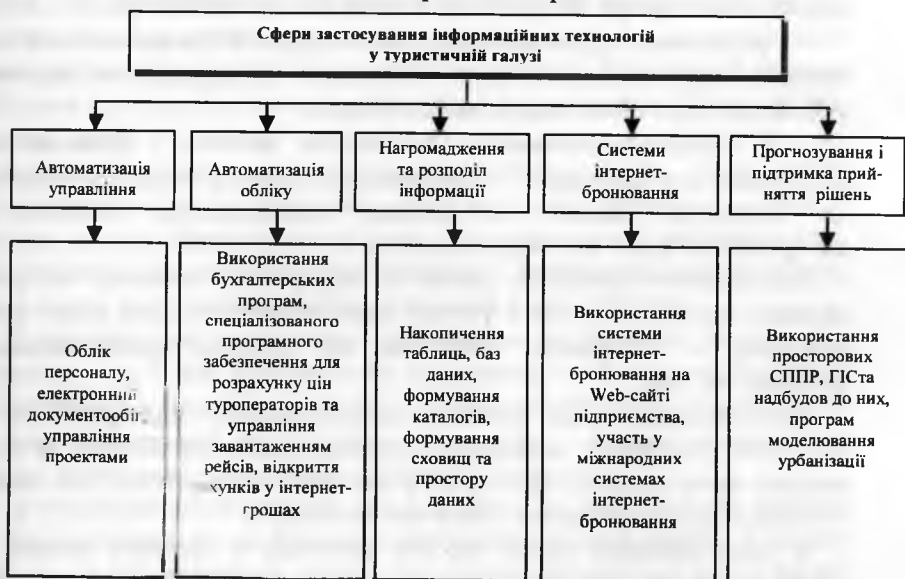 Сфери застосування інформаційних технологій
у туристичній галузі
Автоматизація
управління
Автоматизація
обліку
Нагромадження
та розподіл
інформації
Системи
інтернет-
бронювання
Прогнозування і
підтримка прий-
няття рішень
Облік
персоналу,
електронний
документообіг
управління
проектами
Використання
бухгалтерських
програм,
спеціалізованого
програмного
забезпечення для
розрахунку цін
туроператорів та
управління
завантаженням
рейсів, відкриття
хунків у інтернет-
грошах
Накопичення
таблиць, баз
даних,
формування
каталогів,
формування
сховищ та
простору
даних
Використання
системи
інтернет-
бронювання на
Web-сайті
підприємства,
участь у
міжнародних
системах
інтернет-
бронювання
Використання
просторових
СППР, ГІСта
надбудов до них,
програм
моделювання
урбанізації